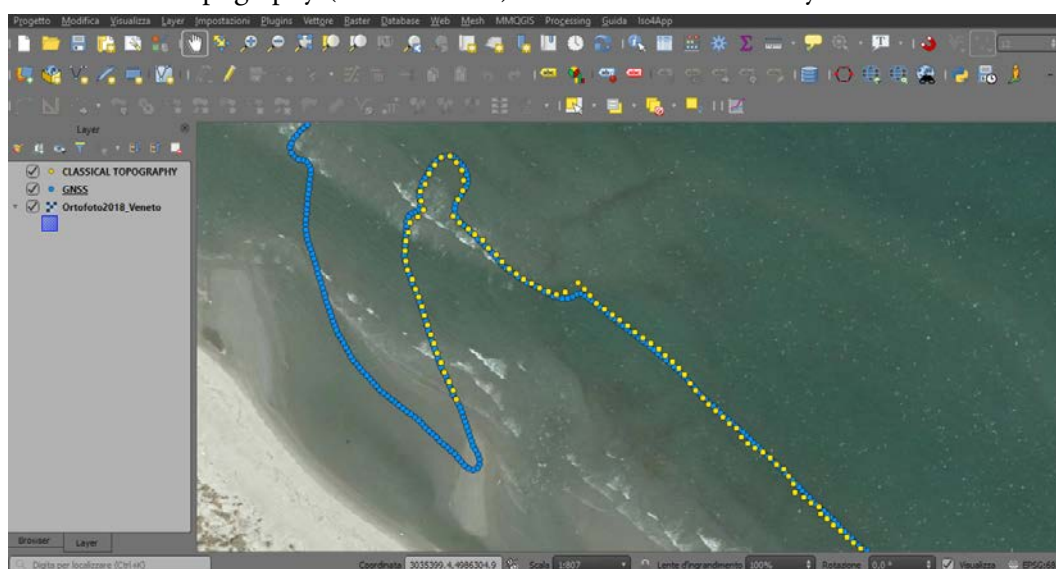 Progetto Modifica Visualizza Layer Impostazioni Plugins Vettore Raster Database Web Mesh MMQGIS Processing Guida Iso4App
Layer
CLASSICAL TOPOGRAPHY
GNSS
Ortofoto2018_Veneto
Browser Layer
Digita per localizzare (Ctrl+K) Coordinata 3035399.4,4986304.9 Scala 1:807 Lente d'ingrandimento 100% Rotazione 0,0 ° Visualizza